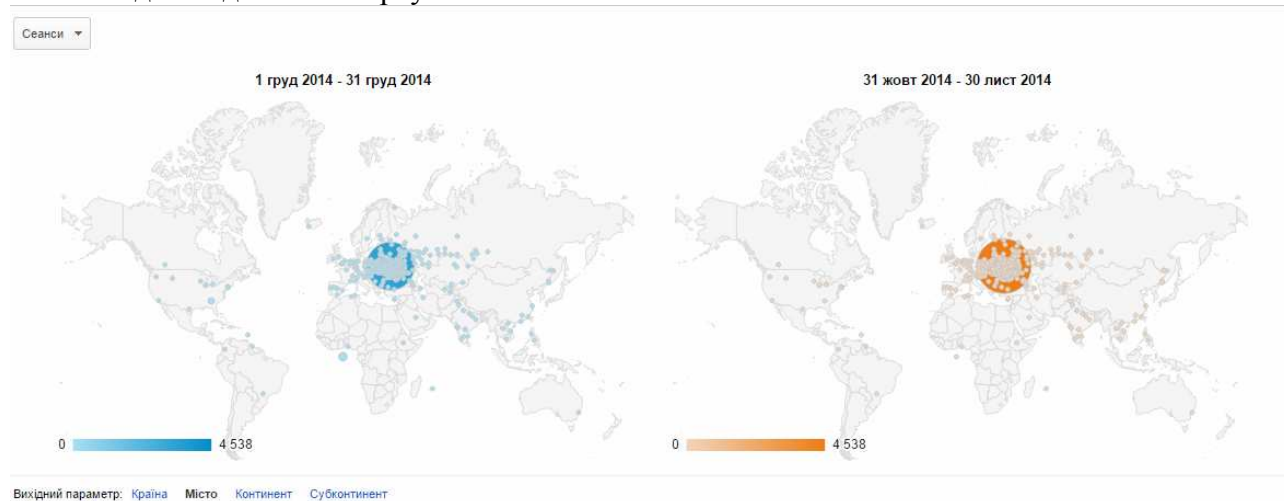 Сеанси
1 груд 2014 - 31 груд 2014
31 жовт 2014 - 30 лист 2014
0 4 538
0 4 538
Вихідний параметр: Країна Місто Континент Субконтинент